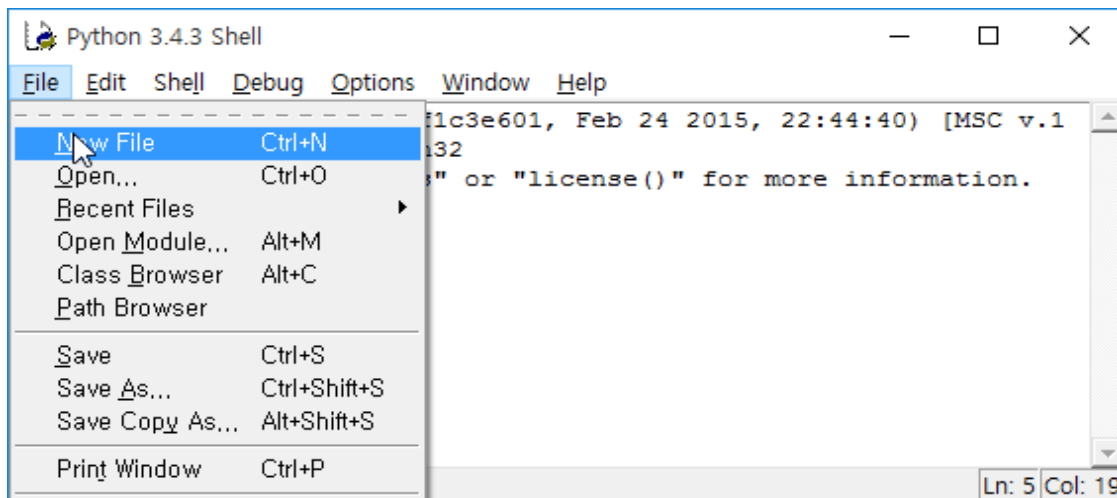 Python 3.4.3 Shell
File Edit Shell Debug Options Window Help
f1c3e601, Feb 24 2015, 22:44:40) [MSC v.1
New File Ctrl+N
n32
Open... Ctrl+O
s" or "license()" for more information.
Recent Files
Open Module... Alt+M
Class Browser Alt+C
Path Browser
Save Ctrl+S
Save As... Ctrl+Shift+S
Save Copy As... Alt+Shift+S
Print Window Ctrl+P
Ln: 5 Col: 19